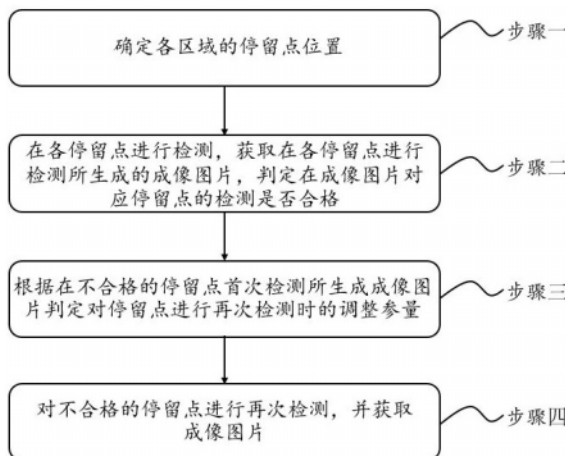 确定各区域的停留点位置
步骤一
在各停留点进行检测，获取在各停留点进行
检测所生成的成像图片，判定在成像图片对
应停留点的检测是否合格
步骤二
根据在不合格的停留点首次检测所生成成像图
片判定对停留点进行再次检测时的调整参量
步骤三
对不合格的停留点进行再次检测，并获取
成像图片
步骤四